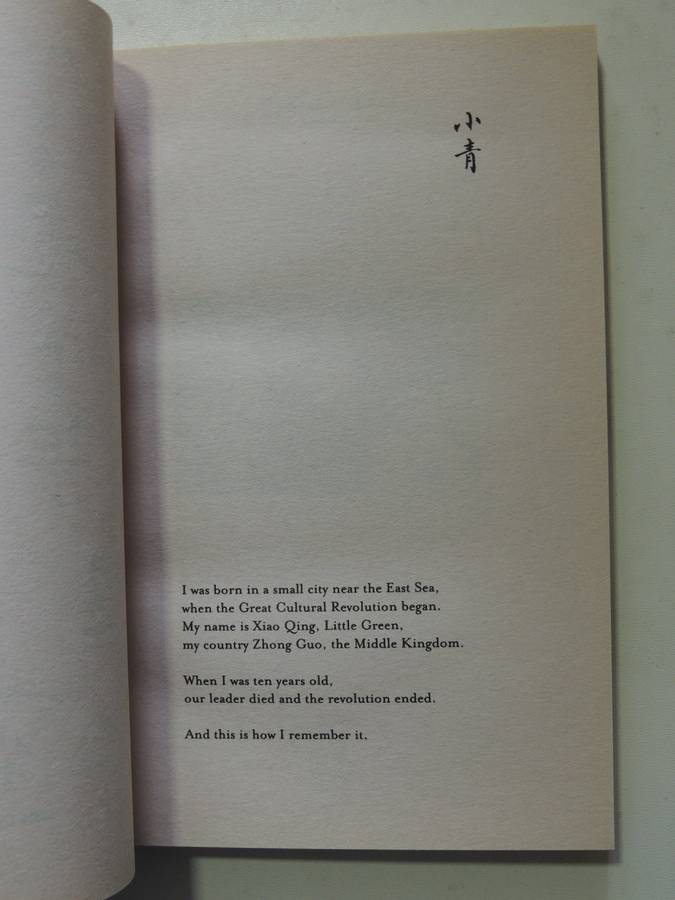 小青
I was born in a small city near the East Sea,
when the Great Cultural Revolution began.
My name is Xiao Qing, Little Green,
my country Zhong Guo, the Middle Kingdom.
When I was ten years old,
our leader died and the revolution ended.
And this is how I remember it.